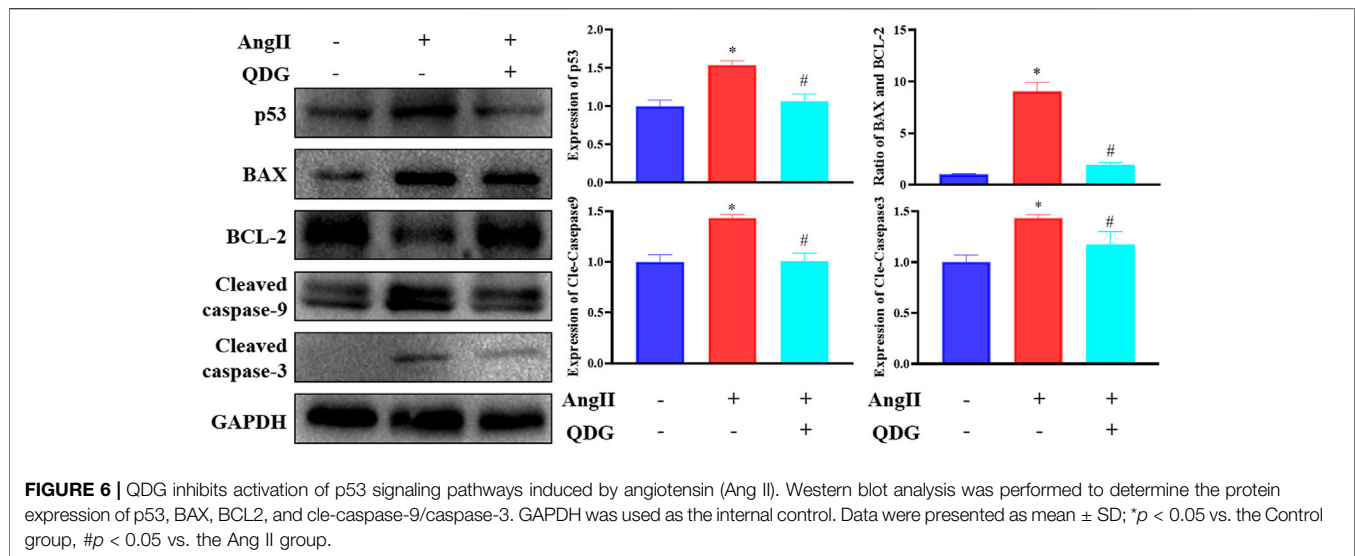 AngII - + +
QDG - - +
p53
BAX
BCL-2
Cleaved
caspase-9
Cleaved
caspase-3
GAPDH
Expression of p53
2.0
1.5
1.0
0.5
0.0
*
#
Ratio of BAX and BCL-2
15
10
5
0
*
#
Expression of Cle-Casepase9
1.5
1.0
0.5
0.0
*
#
Expression of Cle-Casepase3
1.5
1.0
0.5
0.0
*
#
AngII - + + AngII - + +
QDG - - + QDG - - +
FIGURE 6 | QDG inhibits activation of p53 signaling pathways induced by angiotensin (Ang II). Western blot analysis was performed to determine the protein
expression of p53, BAX, BCL2, and cle-caspase-9/caspase-3. GAPDH was used as the internal control. Data were presented as mean ± SD; *p < 0.05 vs. the Control
group, #p < 0.05 vs. the Ang II group.